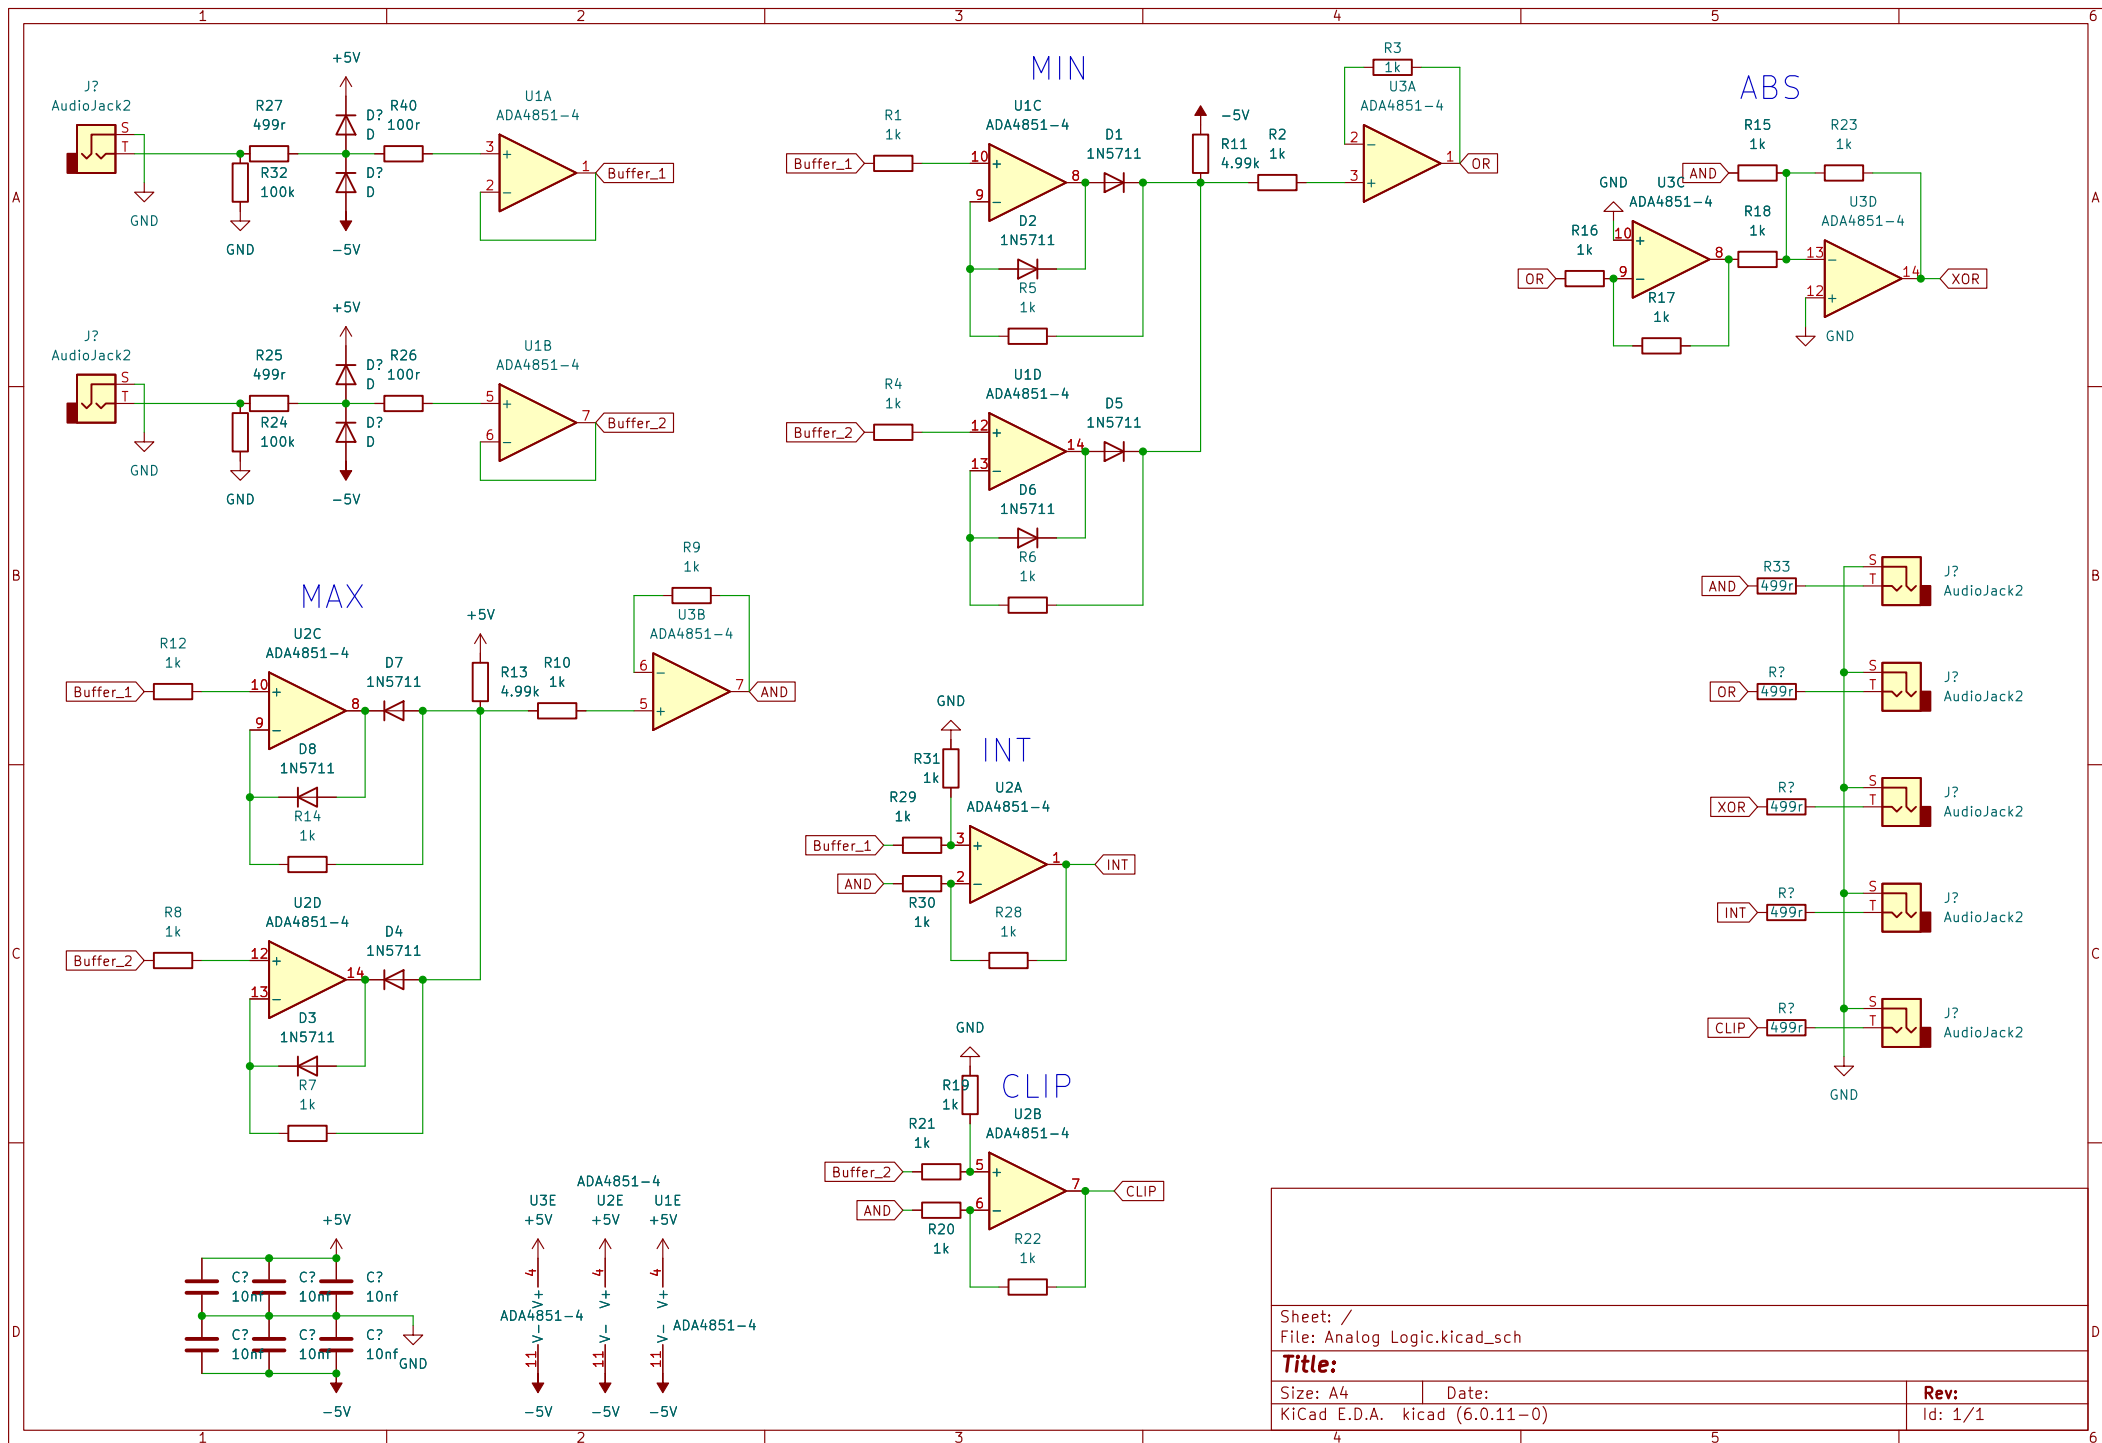 1 2 3 4 5 6
A
B
C
D
A
B
C
D
1 2 3 4 5 6
J?
AudioJack2
S
T
GND
R27
499r
R32
100k
GND
+5V
D?
D
D?
D
-5V
R40
100r
U1A
ADA4851-4
3
+
2
-
1
Buffer_1
J?
AudioJack2
S
T
GND
R25
499r
R24
100k
GND
+5V
D?
D
D?
D
-5V
R26
100r
U1B
ADA4851-4
5
+
6
-
7
Buffer_2
MIN
Buffer_1
R1
1k
U1C
ADA4851-4
10
+
9
-
8
D1
1N5711
D2
1N5711
R5
1k
-5V
R11
4.99k
R2
1k
R3
1k
U3A
ADA4851-4
2
-
3
+
1
OR
Buffer_2
R4
1k
U1D
ADA4851-4
12
+
13
-
14
D5
1N5711
D6
1N5711
R6
1k
ABS
R15
1k
R23
1k
AND
GND
U3C
ADA4851-4
R18
1k
U3D
ADA4851-4
R16
1k
OR
10
+
9
-
8
R17
1k
13
-
12
+
14
GND
XOR
MAX
Buffer_1
R12
1k
U2C
ADA4851-4
10
+
9
-
8
D7
1N5711
D8
1N5711
R14
1k
+5V
R13
4.99k
R10
1k
R9
1k
U3B
ADA4851-4
6
-
5
+
7
AND
Buffer_2
R8
1k
U2D
ADA4851-4
12
+
13
-
14
D4
1N5711
D3
1N5711
R7
1k
INT
GND
R31
1k
R29
1k
Buffer_1
AND
R30
1k
U2A
ADA4851-4
3
+
2
-
1
R28
1k
INT
CLIP
GND
R19
1k
R21
1k
Buffer_2
AND
R20
1k
U2B
ADA4851-4
5
+
6
-
7
R22
1k
CLIP
AND
R33
499r
S
T
J?
AudioJack2
OR
R?
499r
S
T
J?
AudioJack2
XOR
R?
499r
S
T
J?
AudioJack2
INT
R?
499r
S
T
J?
AudioJack2
CLIP
R?
499r
S
T
J?
AudioJack2
GND
+5V
C?
10nf
C?
10nf
C?
10nf
C?
10nf
C?
10nf
C?
10nf
GND
-5V
ADA4851-4
U3E U2E U1E
+5V +5V +5V
4 4 4
V+ V+ V+
ADA4851-4
ADA4851-4
V- V- V-
11 11 11
-5V -5V -5V
Sheet: /
File: Analog Logic.kicad_sch
Title:
Size: A4 Date: Rev:
KiCad E.D.A. kicad (6.0.11-0) Id: 1/1